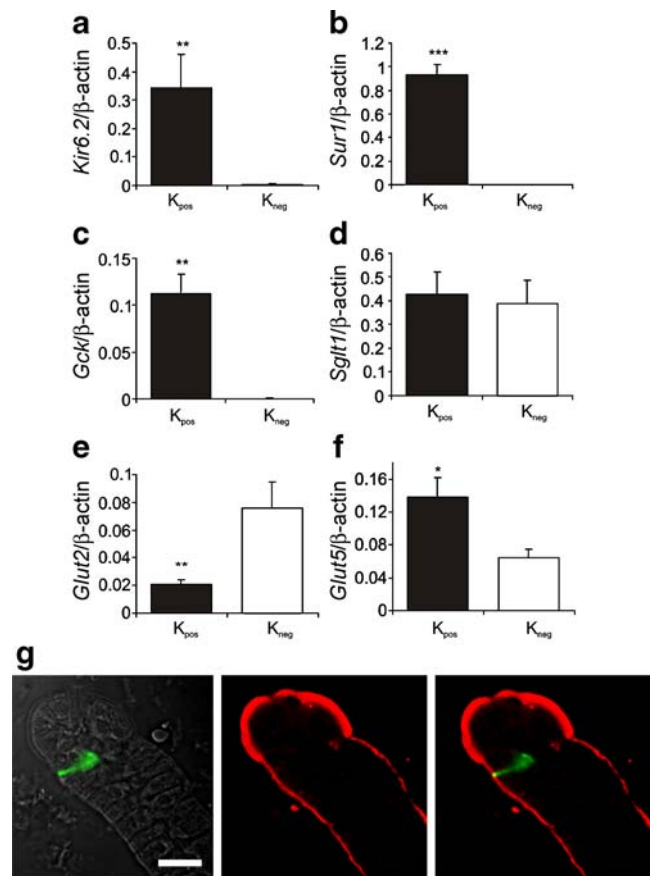 a
Kir6.2/β-actin
0.5
0.4
0.3
0.2
0.1
0
**
Kpos
Kneg
b
Sur1/β-actin
1.2
1
0.8
0.6
0.4
0.2
0
***
Kpos
Kneg
c
Gck/β-actin
0.15
0.1
0.05
0
**
Kpos
Kneg
d
Sglt1/β-actin
0.6
0.5
0.4
0.3
0.2
0.1
0
Kpos
Kneg
e
Glut2/β-actin
0.1
0.08
0.06
0.04
0.02
0
**
Kpos
Kneg
f
Glut5/β-actin
0.16
0.12
0.08
0.04
0
*
Kpos
Kneg
g